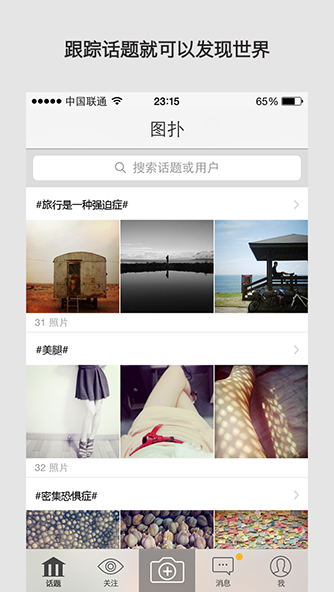 跟踪话题就可以发现世界
中国联通 23:15 65%
图扑
搜索话题或用户
#旅行是一种强迫症#
31 照片
#美腿#
32 照片
#密集恐惧症#
话题 关注 消息 我